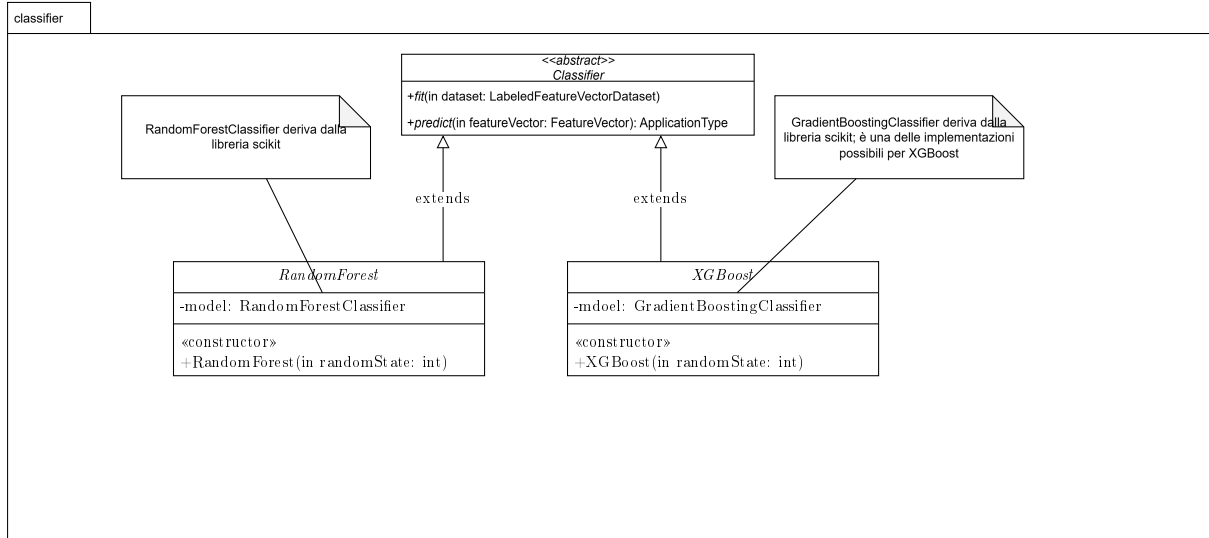 classifier
<<abstract>>
Classifier
+fit(in dataset: LabeledFeatureVectorDataset)
+predict(in featureVector: FeatureVector): ApplicationType
RandomForestClassifier deriva dalla
libreria scikit
GradientBoostingClassifier deriva dalla
libreria scikit; è una delle implementazioni
possibili per XGBoost
extends
extends
RandomForest
-model: RandomForestClassifier
«constructor»
+RandomForest(in randomState: int)
XGBoost
-mdoel: GradientBoostingClassifier
«constructor»
+XGBoost(in randomState: int)